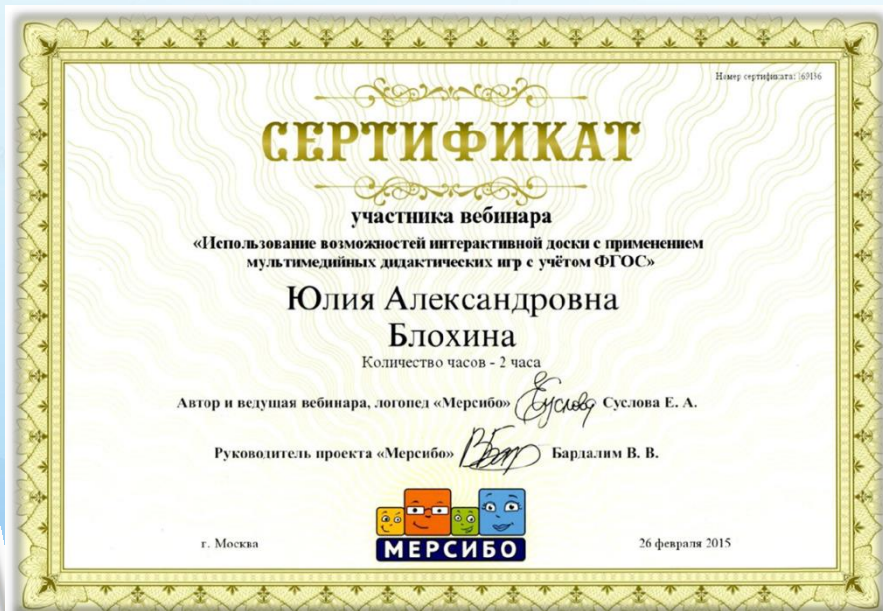 Номер сертификата: 169136
СЕРТИФИКАТ
участника вебинара
«Использование возможностей интерактивной доски с применением
мультимедийных дидактических игр с учётом ФГОС»
Юлия Александровна
Блохина
Количество часов - 2 часа
Автор и ведущая вебинара, логопед «Мерсибо» Суслова Е. А.
Руководитель проекта «Мерсибо» Бардалим В. В.
МЕРСИБО
г. Москва
26 февраля 2015